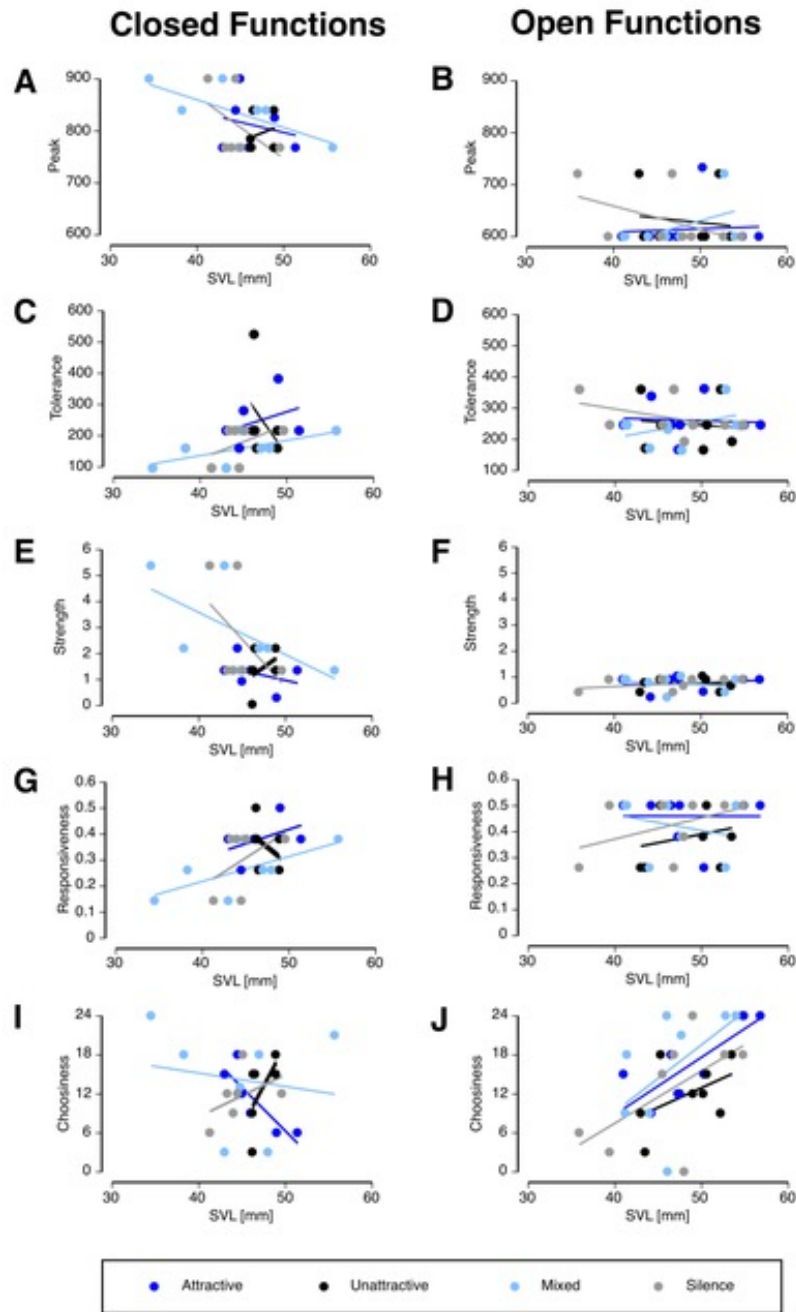 Closed Functions
Open Functions
A
900
800
700
600
Peak
30 40 50 60
SVL [mm]
B
900
800
700
600
Peak
30 40 50 60
SVL [mm]
C
600
500
400
300
200
100
Tolerance
30 40 50 60
SVL [mm]
D
600
500
400
300
200
100
Tolerance
30 40 50 60
SVL [mm]
E
6
5
4
3
2
1
0
Strength
30 40 50 60
SVL [mm]
F
6
5
4
3
2
1
0
Strength
30 40 50 60
SVL [mm]
G
0.6
0.5
0.4
0.3
0.2
0.1
0
Responsiveness
30 40 50 60
SVL [mm]
H
0.6
0.5
0.4
0.3
0.2
0.1
0
Responsiveness
30 40 50 60
SVL [mm]
I
24
18
12
6
0
Choosiness
30 40 50 60
SVL [mm]
J
24
18
12
6
0
Choosiness
30 40 50 60
SVL [mm]
Attractive Unattractive Mixed Silence